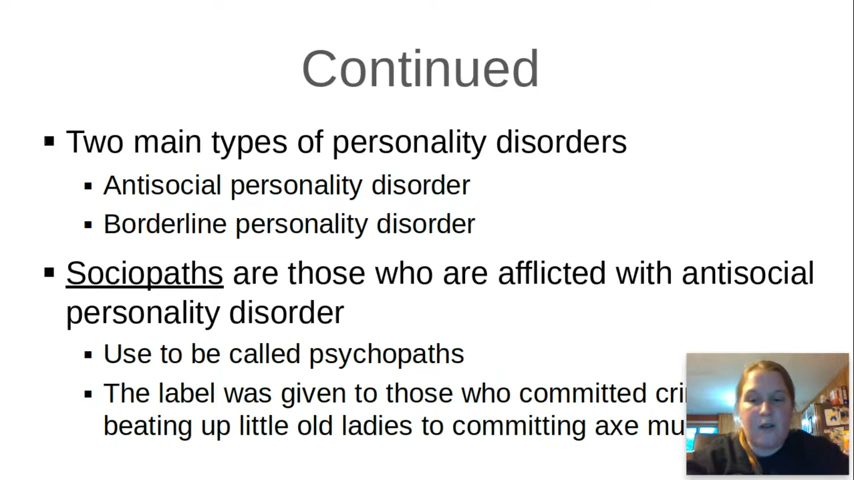 Continued
Two main types of personality disorders
Antisocial personality disorder
Borderline personality disorder
Sociopaths are those who are afflicted with antisocial
personality disorder
Use to be called psychopaths
The label was given to those who committed
beating up little old ladies to committing axe